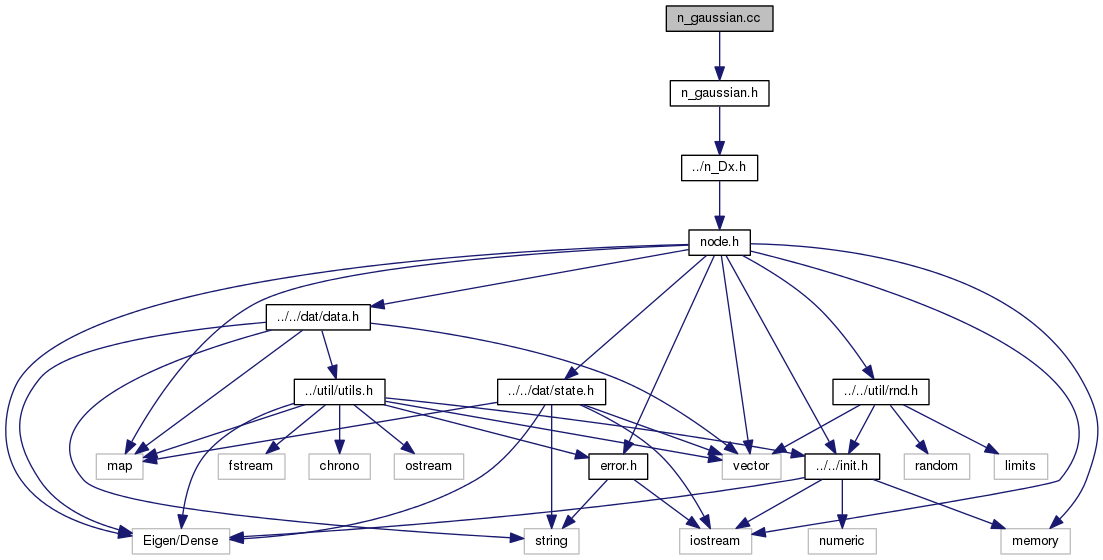 n_gaussian.cc
n_gaussian.h
../n_Dx.h
node.h
../../dat/data.h
../util/utils.h
../../dat/state.h
../../util/rnd.h
map
fstream
chrono
ostream
error.h
vector
../../init.h
random
limits
Eigen/Dense
string
iostream
numeric
memory